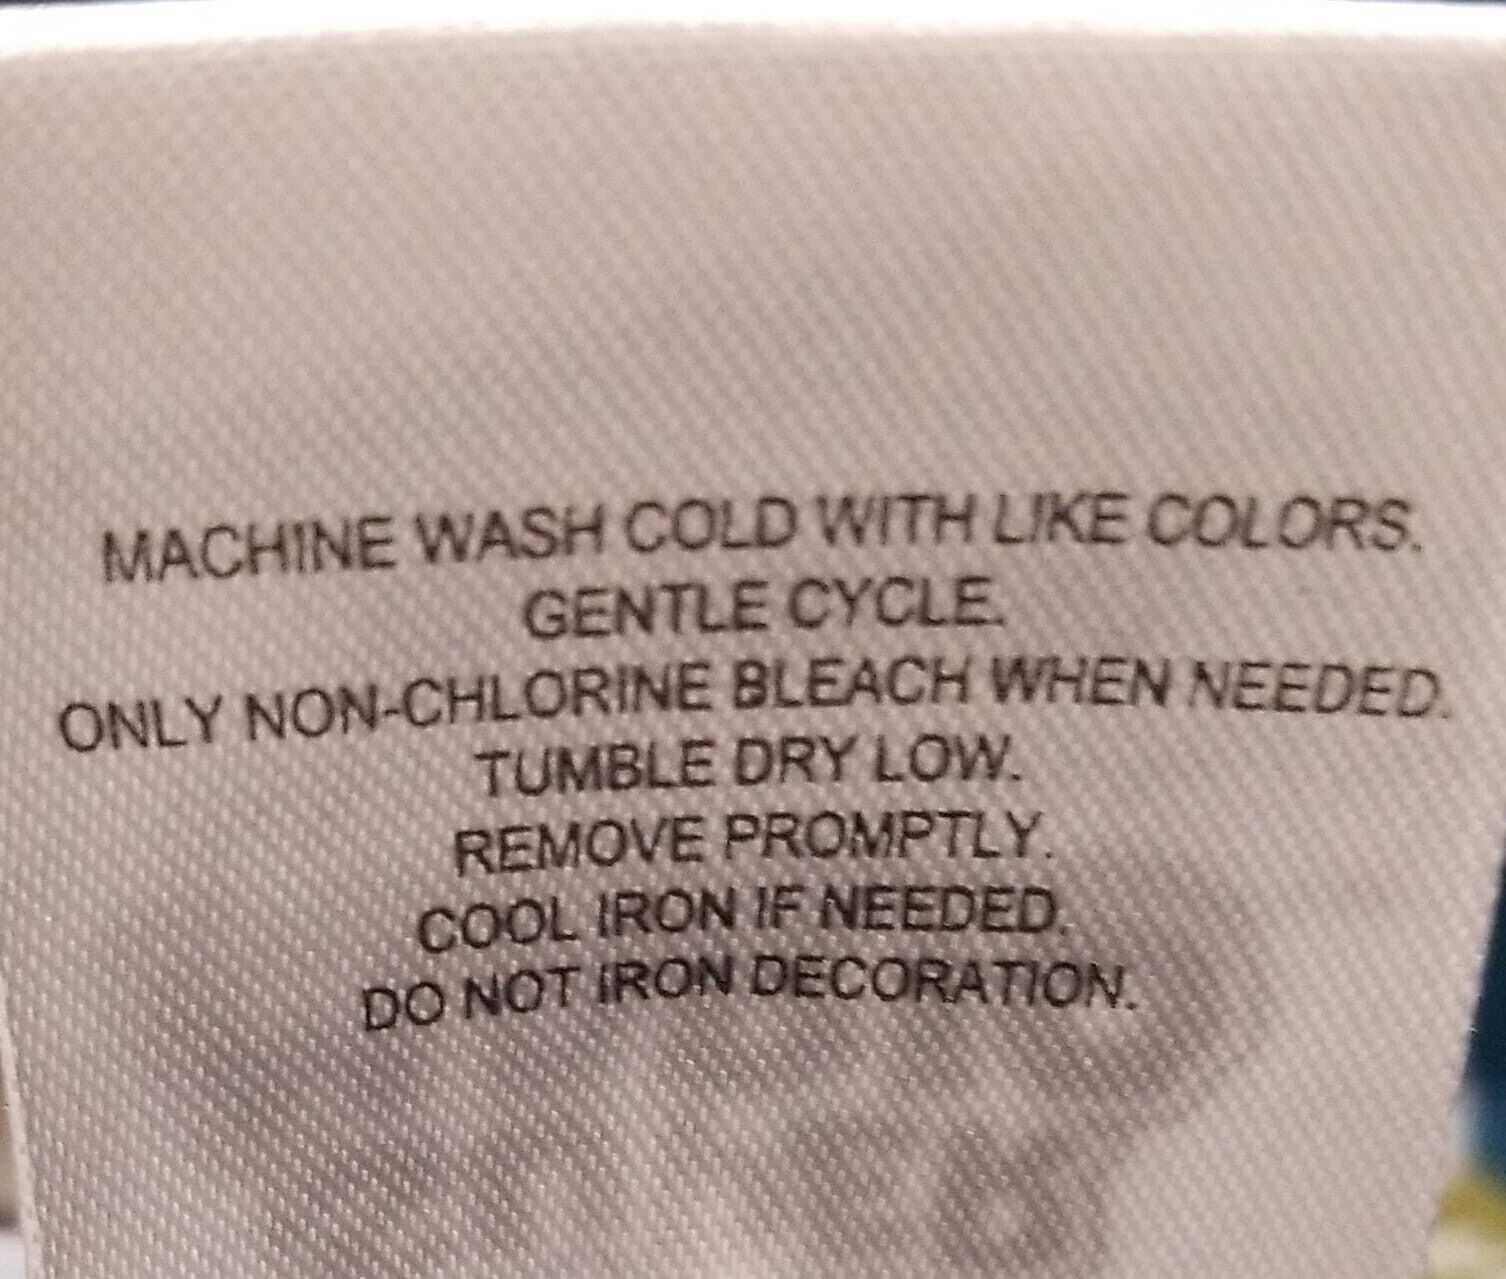 MACHINE WASH COLD WITH LIKE COLORS.
GENTLE CYCLE.
ONLY NON-CHLORINE BLEACH WHEN NEEDED.
TUMBLE DRY LOW.
REMOVE PROMPTLY.
COOL IRON IF NEEDED.
DO NOT IRON DECORATION.